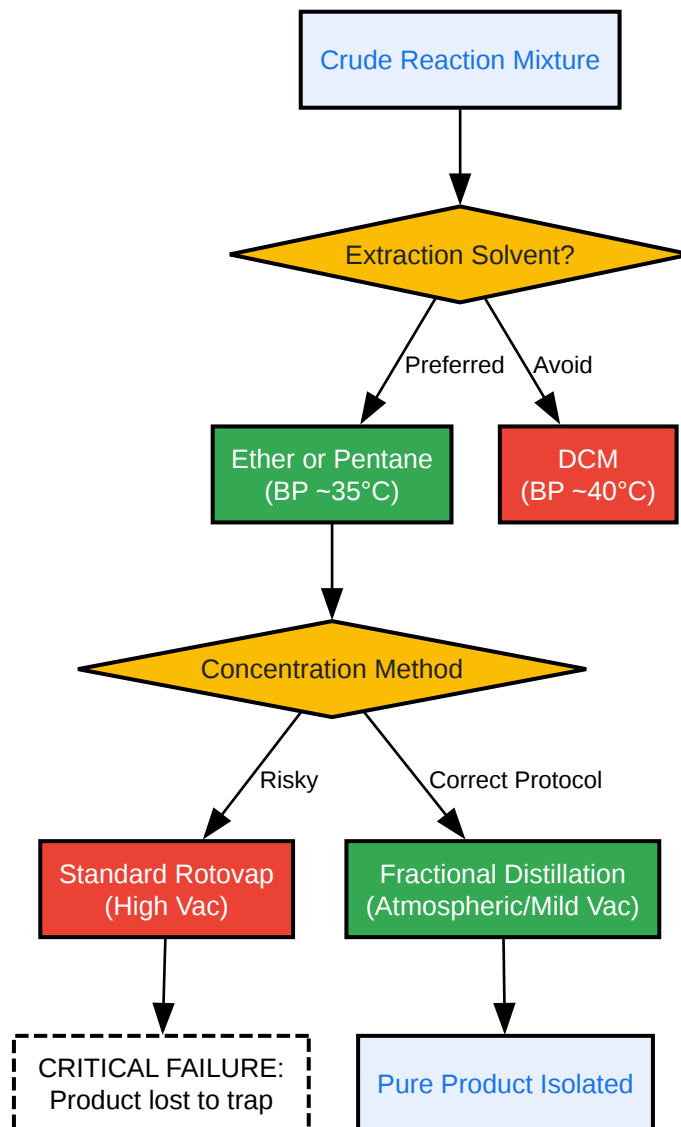 Crude Reaction Mixture
Extraction Solvent?
Preferred
Avoid
Ether or Pentane
(BP ~35°C)
DCM
(BP ~40°C)
Concentration Method
Risky
Correct Protocol
Standard Rotovap
(High Vac)
Fractional Distillation
(Atmospheric/Mild Vac)
CRITICAL FAILURE:
Product lost to trap
Pure Product Isolated